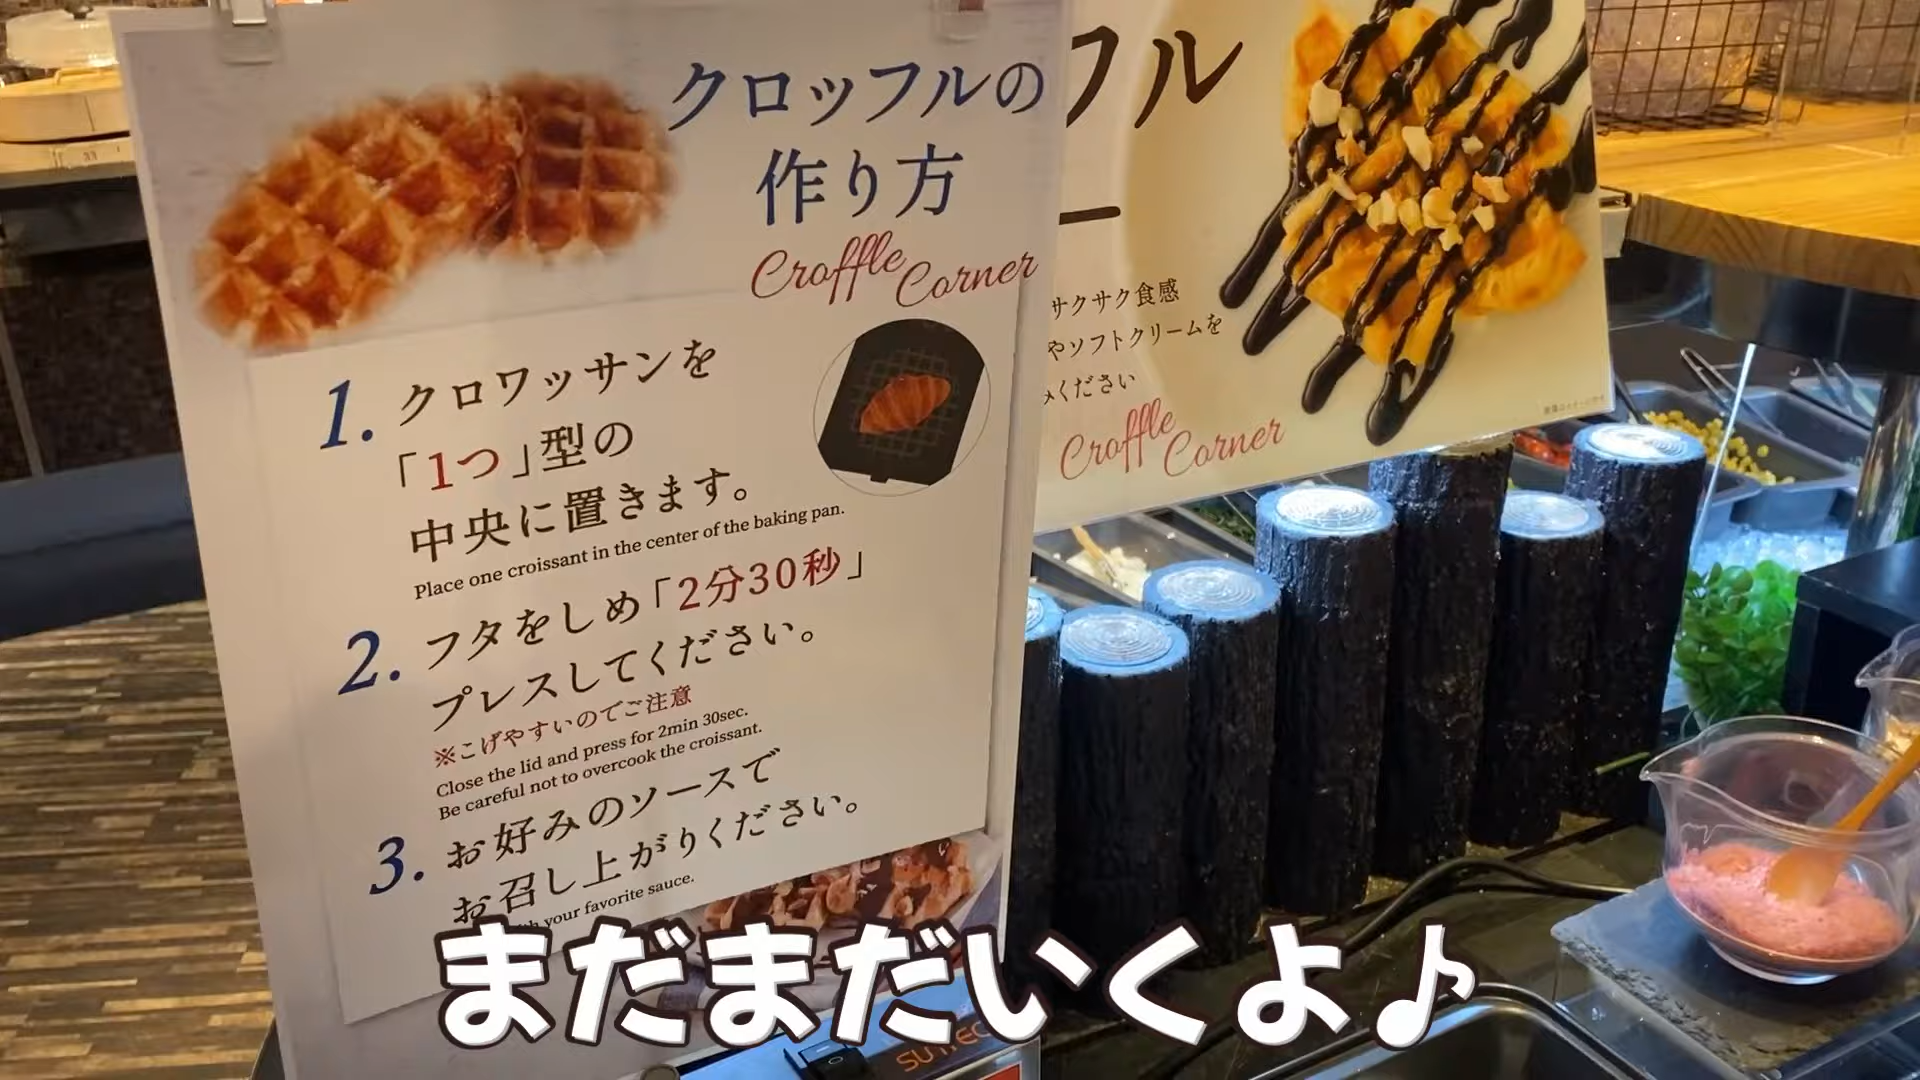 クロッフルの
作り方
Croffle Corner
1. クロワッサンを
「1つ」型の
中央に置きます。
Place one croissant in the center of the baking pan.
2. フタをしめ「2分30秒」
プレスしてください。
※こげやすいのでご注意
Close the lid and press for 2min 30sec.
Be careful not to overcook the croissant.
3. お好みのソースで
お召し上がりください。
your favorite sauce.
フル
ー
サクサク食感
やソフトクリームを
ください
Croffle Corner
まだまだいくよ♪